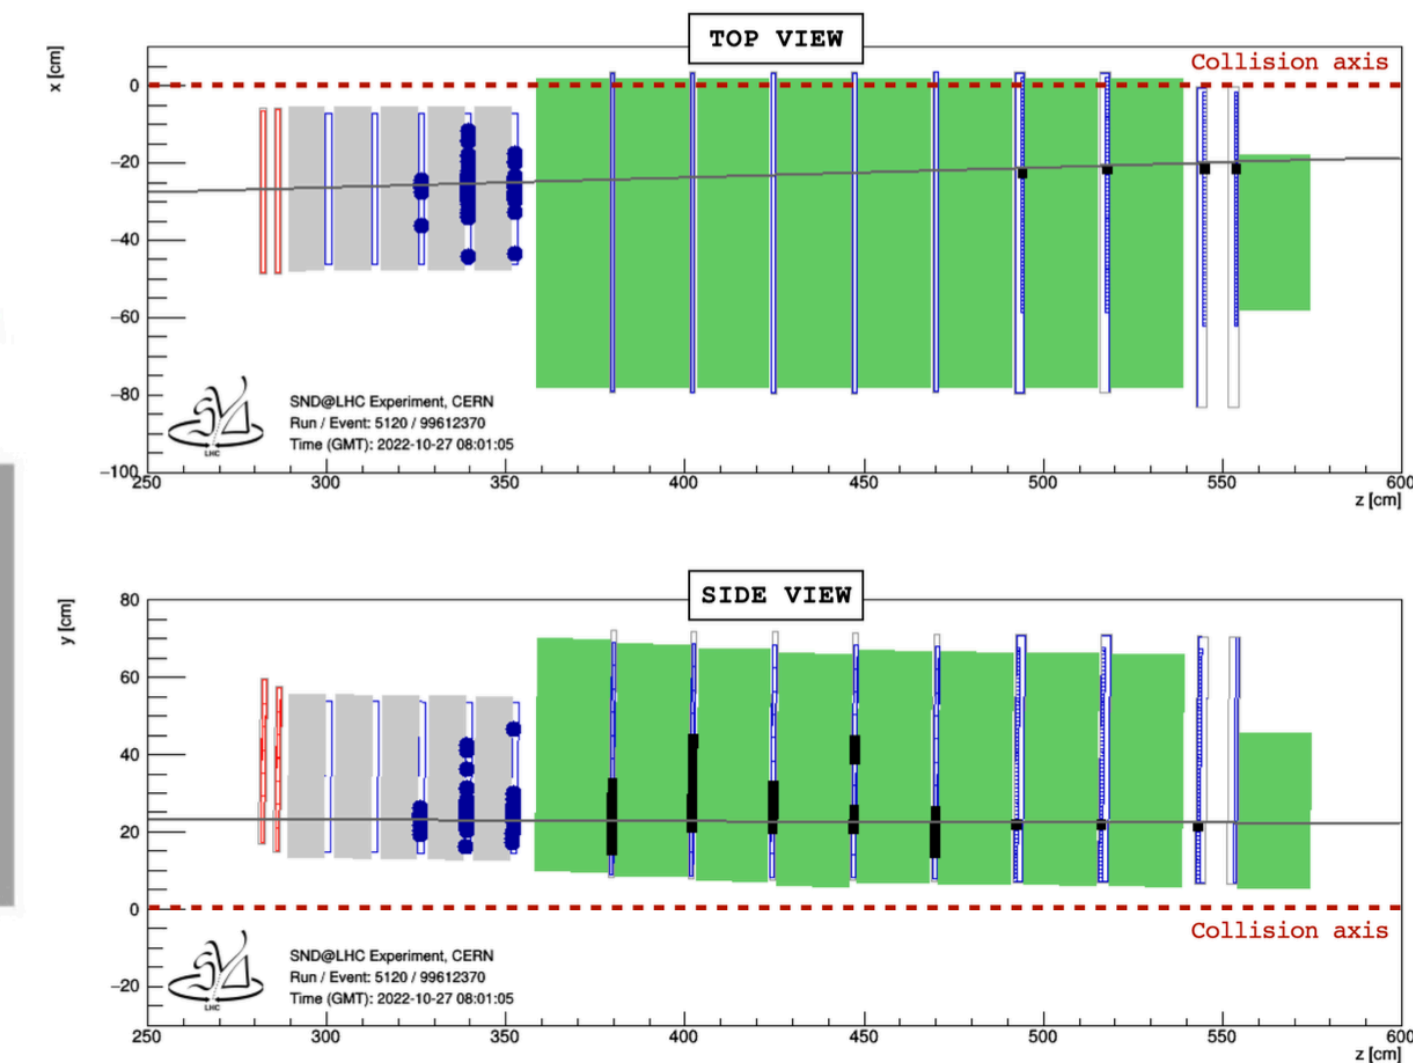 TOP VIEW
x [cm]
Collision axis
0
−20
−40
−60
−80
−100
SND@LHC Experiment, CERN
Run / Event: 5120 / 99612370
Time (GMT): 2022-10-27 08:01:05
LHC
250 300 350 400 450 500 550 600
z [cm]
SIDE VIEW
y [cm]
80
60
40
20
0
−20
Collision axis
SND@LHC Experiment, CERN
Run / Event: 5120 / 99612370
Time (GMT): 2022-10-27 08:01:05
LHC
250 300 350 400 450 500 550 600
z [cm]